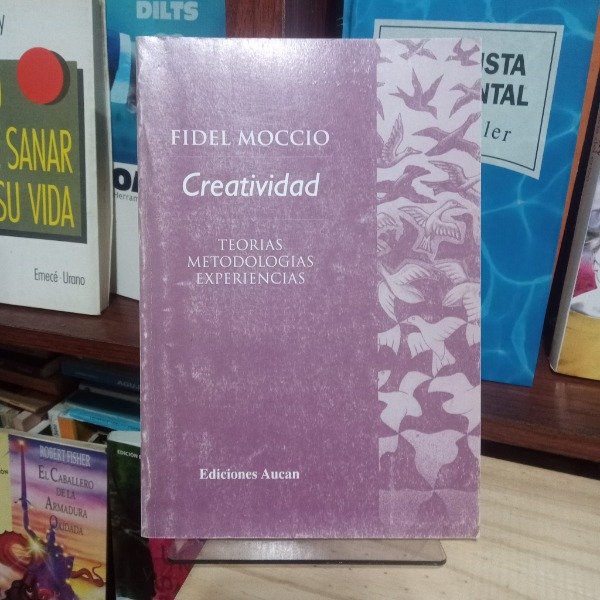 FIDEL MOCCIO
Creatividad
TEORIAS
METODOLOGIAS
EXPERIENCIAS
Ediciones Aucan
SANAR
SU VIDA
Emecé · Urano
DILTS
ISTA
NTAL
ler
ROBERT FISHER
EL CABALLERO
DE LA
ARMADURA
OXIDADA